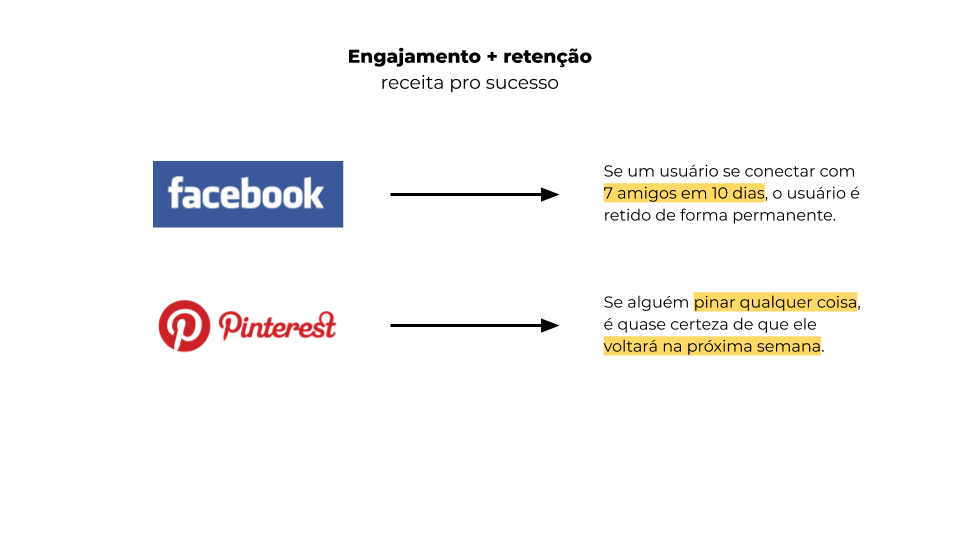 Engajamento + retenção
receita pro sucesso
facebook
Se um usuário se conectar com
7 amigos em 10 dias, o usuário é
retido de forma permanente.
Pinterest
Se alguém pinar qualquer coisa,
é quase certeza de que ele
voltará na próxima semana.